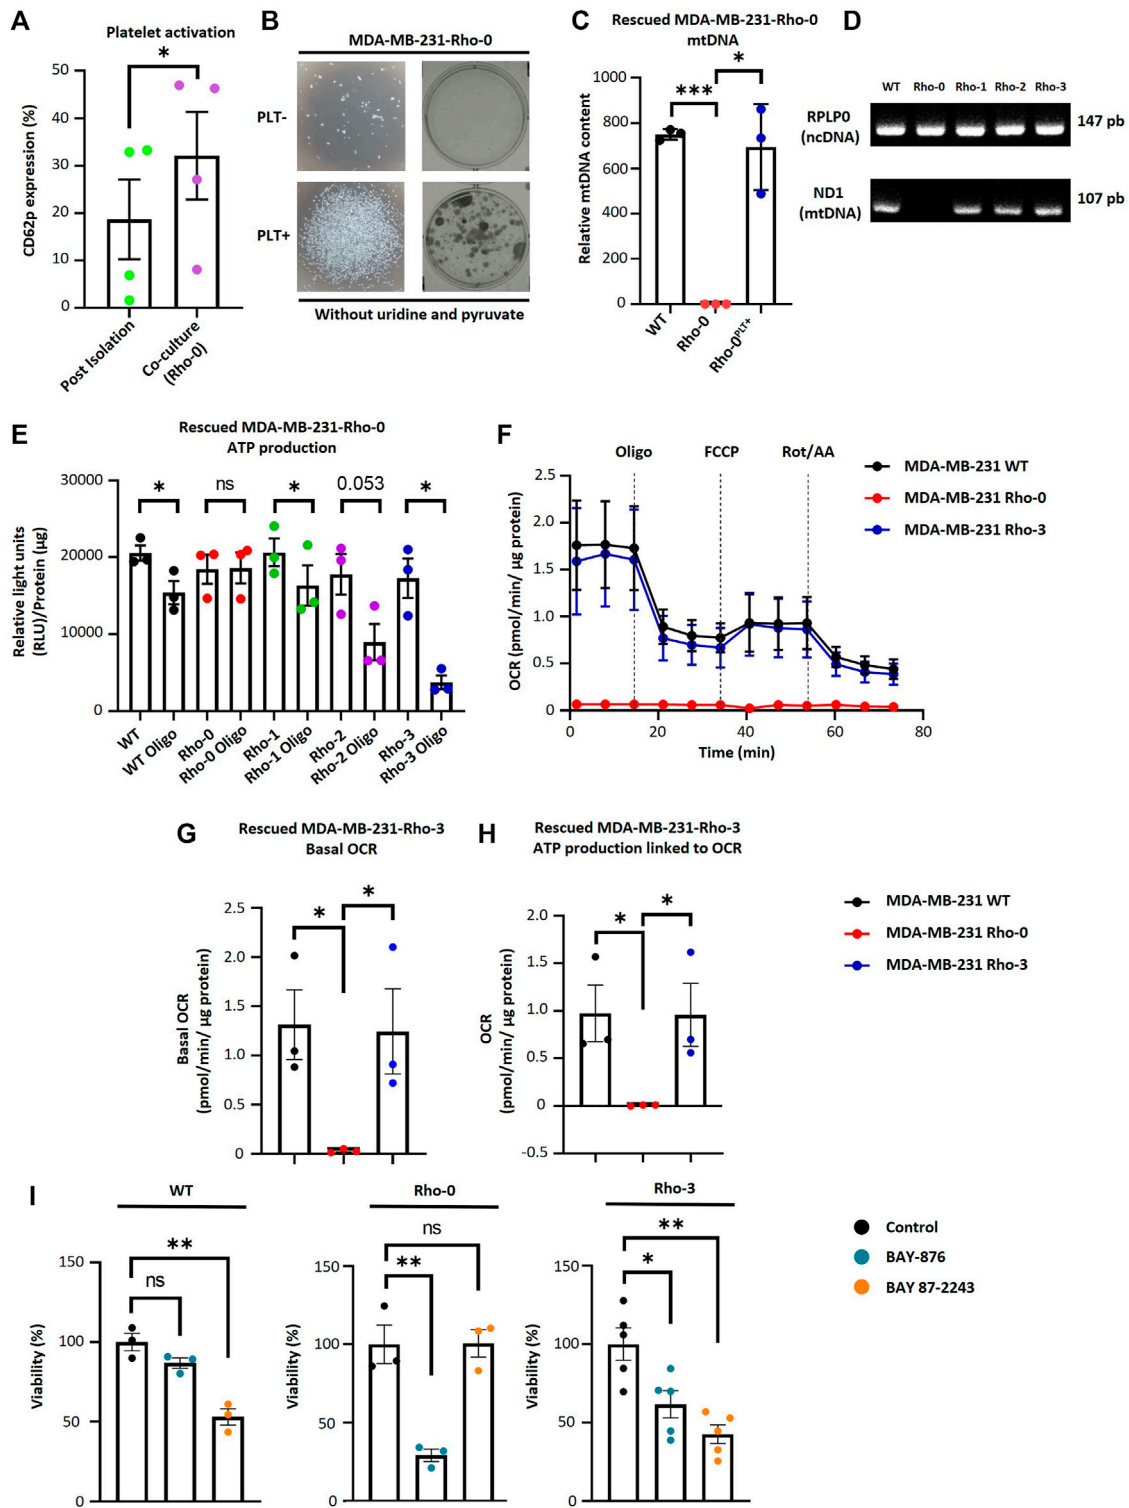 A
Platelet activation
*
CD62p expression (%)
50
40
30
20
10
0
Post Isolation
Co-culture
(Rho-0)
B
MDA-MB-231-Rho-0
PLT-
PLT+
Without uridine and pyruvate
C
Rescued MDA-MB-231-Rho-0
mtDNA
***
*
Relative mtDNA content
1000
800
600
400
200
0
WT
Rho-0
Rho-0PLT+
D
WT Rho-0 Rho-1 Rho-2 Rho-3
RPLP0
(ncDNA)
147 pb
ND1
(mtDNA)
107 pb
E
Rescued MDA-MB-231-Rho-0
ATP production
* ns * 0.053 *
Relative light units
(RLU)/Protein (µg)
30000
20000
10000
0
WT
WT Oligo
Rho-0
Rho-0 Oligo
Rho-1
Rho-1 Oligo
Rho-2
Rho-2 Oligo
Rho-3
Rho-3 Oligo
F
Oligo FCCP Rot/AA
OCR (pmol/min/ µg protein)
2.5
2.0
1.5
1.0
0.5
0
0 20 40 60 80
Time (min)
MDA-MB-231 WT
MDA-MB-231 Rho-0
MDA-MB-231 Rho-3
G
Rescued MDA-MB-231-Rho-3
Basal OCR
* *
Basal OCR
(pmol/min/ µg protein)
2.5
2.0
1.5
1.0
0.5
0
H
Rescued MDA-MB-231-Rho-3
ATP production linked to OCR
* *
OCR
(pmol/min/ µg protein)
2.0
1.5
1.0
0.5
0
-0.5
MDA-MB-231 WT
MDA-MB-231 Rho-0
MDA-MB-231 Rho-3
I
WT
**
ns
Viability (%)
150
100
50
0
Rho-0
ns
**
Viability (%)
150
100
50
0
Rho-3
**
*
Viability (%)
150
100
50
0
Control
BAY-876
BAY 87-2243